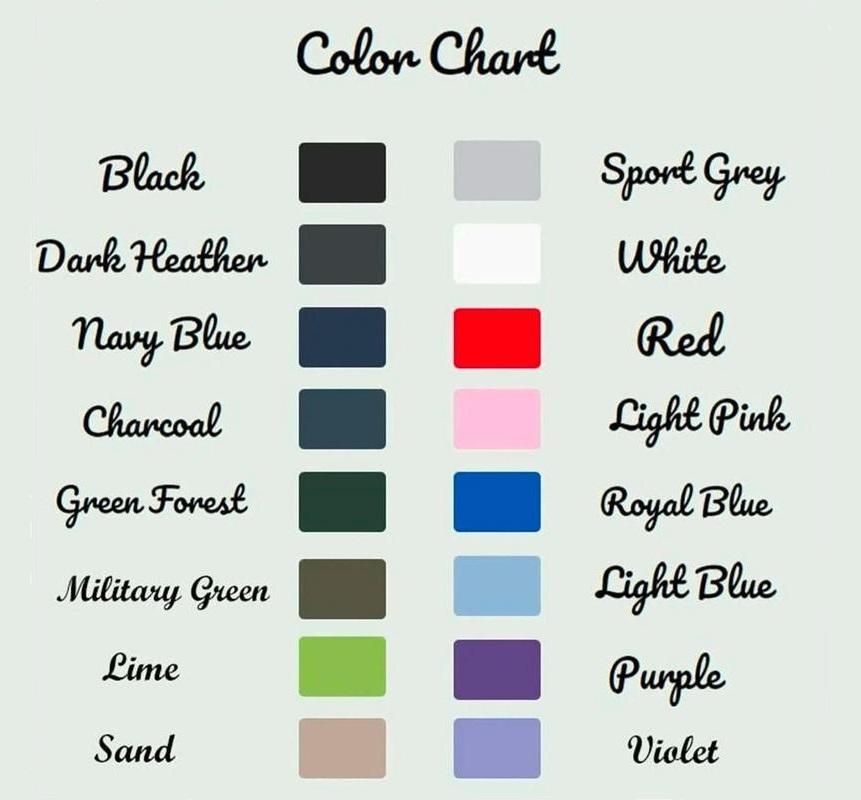 Color Chart
Black
Sport Grey
Dark Heather
White
Navy Blue
Red
Charcoal
Light Pink
Green Forest
Royal Blue
Military Green
Light Blue
Lime
Purple
Sand
Violet